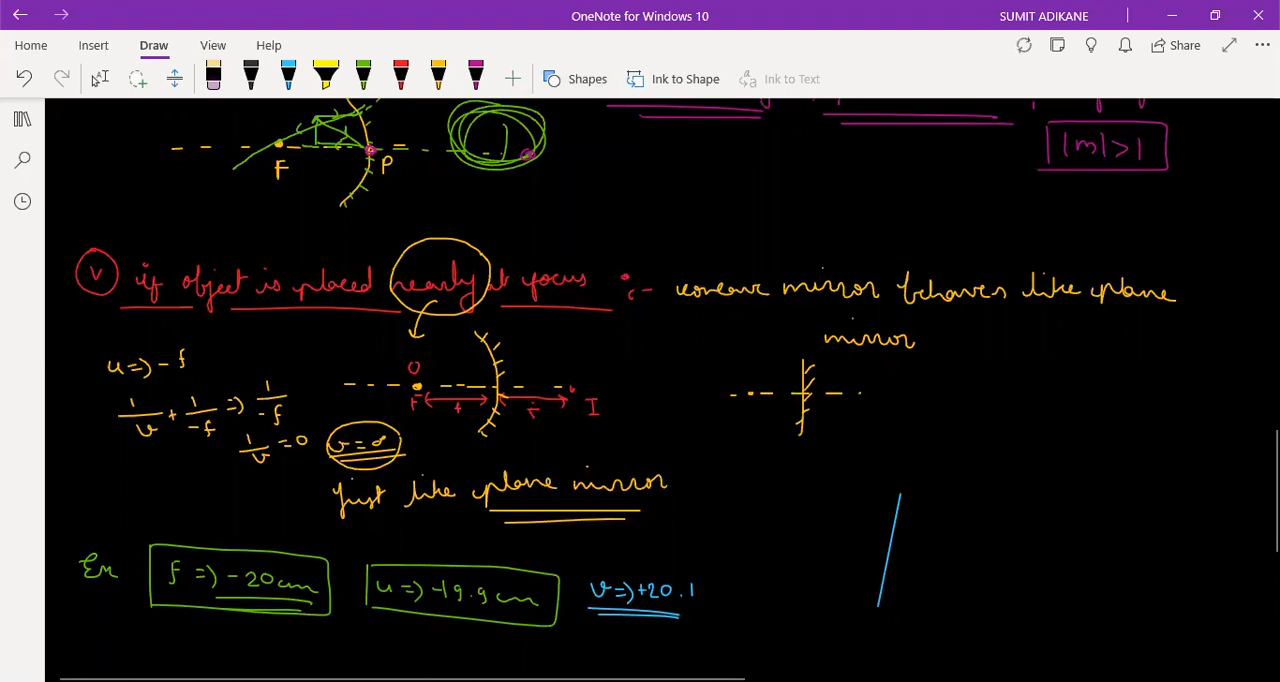 OneNote for Windows 10
SUMIT ADIKANE
Home Insert Draw View Help
Share
Shapes Ink to Shape Ink to Text
C
F P
|m|>1
v if object is placed nearly at focus :- concave mirror behaves like plane
mirror
u => -f
O
F f f I
1/v + 1/-f => 1/-f
1/v = 0 v = ∞
just like plane mirror
Ex f => -20cm u => -19.9 cm v => +20.1